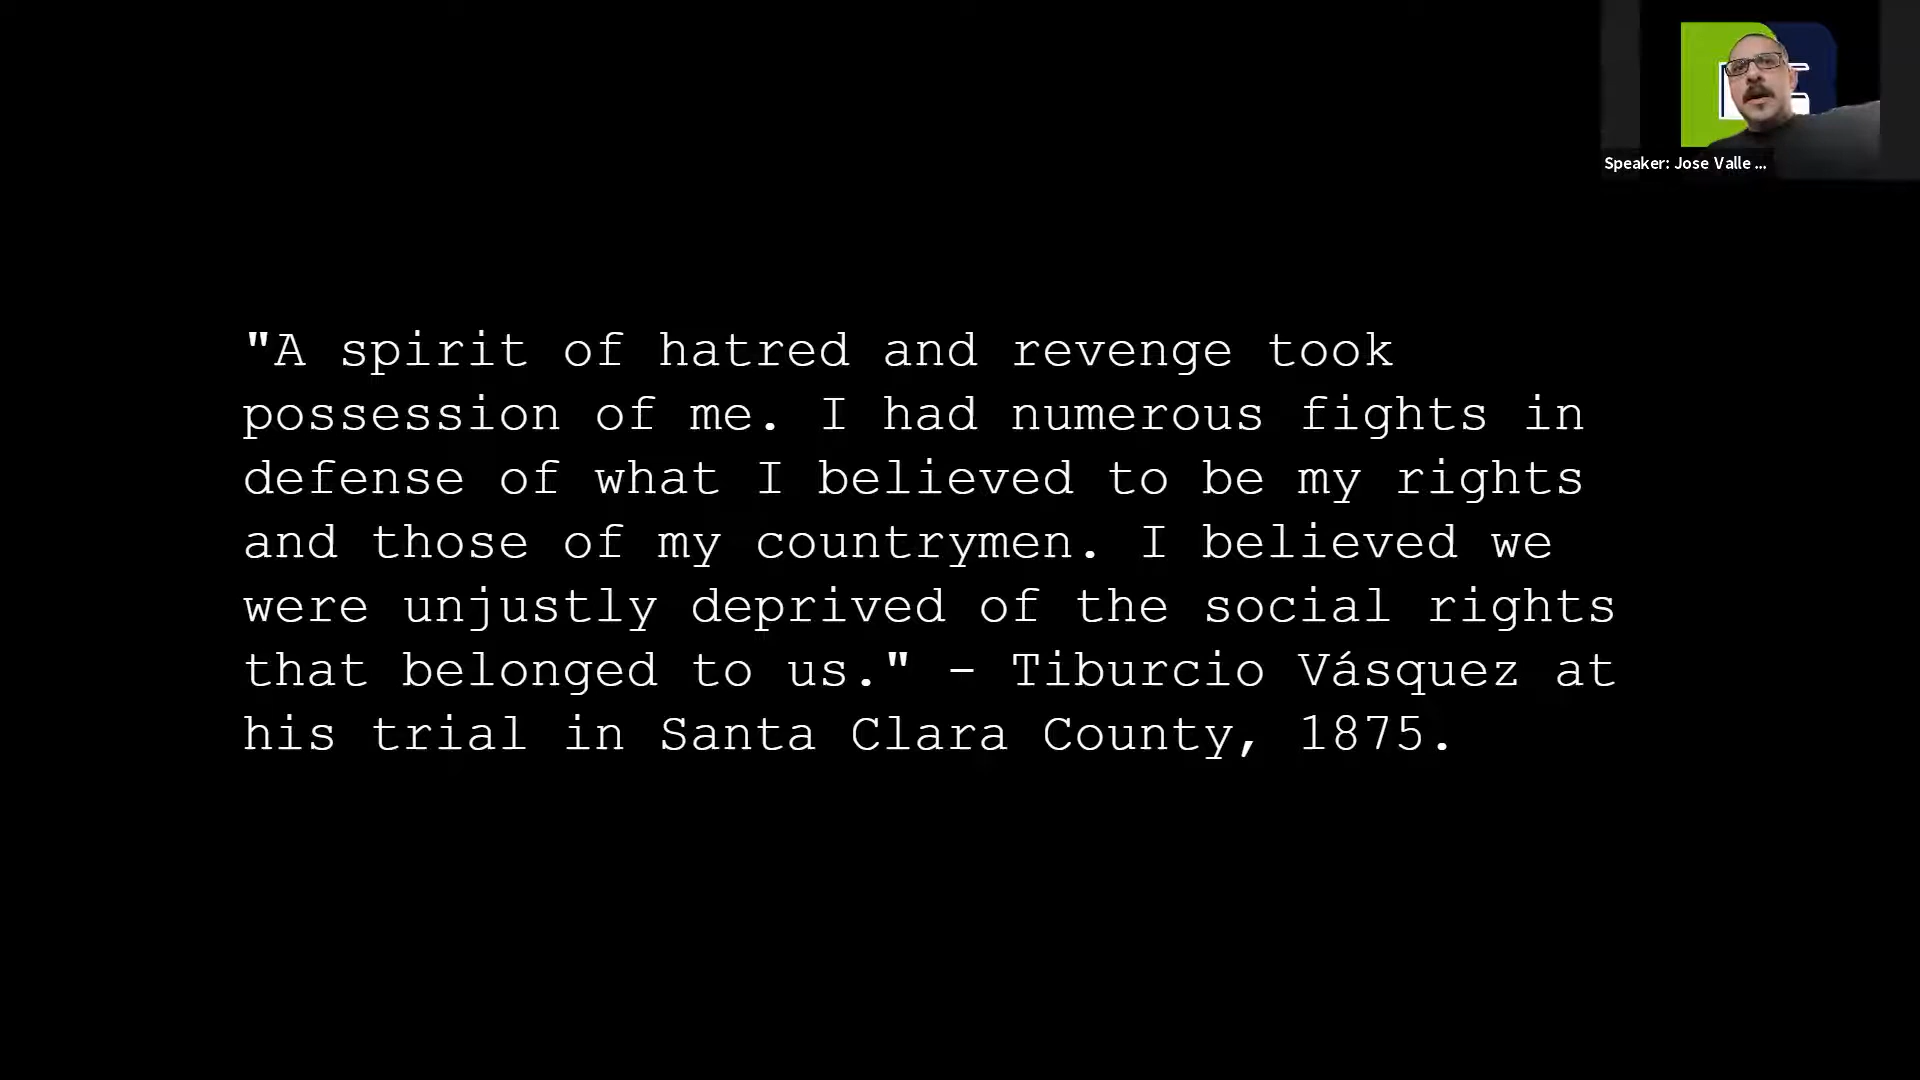 Speaker: Jose Valle ...
"A spirit of hatred and revenge took
possession of me. I had numerous fights in
defense of what I believed to be my rights
and those of my countrymen. I believed we
were unjustly deprived of the social rights
that belonged to us." - Tiburcio Vásquez at
his trial in Santa Clara County, 1875.